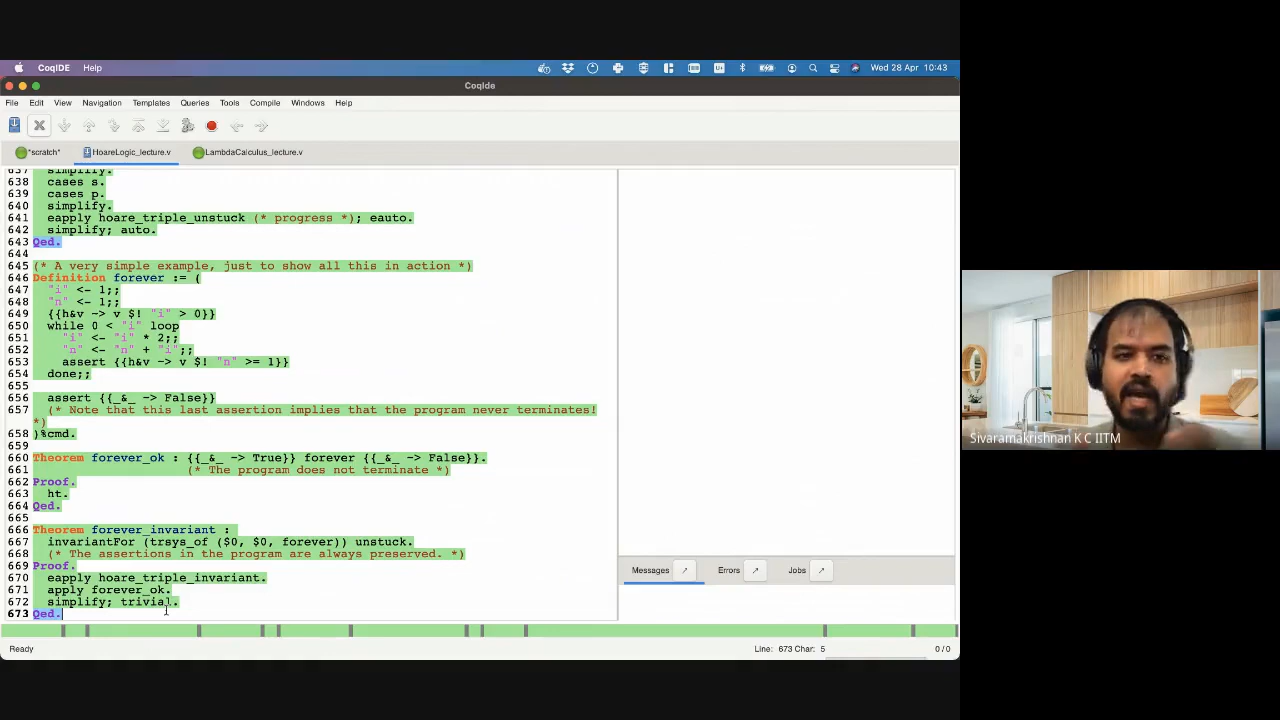 CoqIDE Help Wed 28 Apr 10:43
CoqIde
File Edit View Navigation Templates Queries Tools Compile Windows Help
*scratch* HoareLogic_lecture.v LambdaCalculus_lecture.v
637 simplify.
638 cases s.
639 cases p.
640 simplify.
641 eapply hoare_triple_unstuck (* progress *); eauto.
642 simplify; auto.
643 Qed.
644
645 (* A very simple example, just to show all this in action *)
646 Definition forever := (
647 "i" <- 1;;
648 "n" <- 1;;
649 {{h&v -> v $! "i" > 0}}
650 while 0 < "i" loop
651 "i" <- "i" * 2;;
652 "n" <- "n" + "i";;
653 assert {{h&v -> v $! "n" >= 1}}
654 done;;
655
656 assert {{_&_ -> False}}
657 (* Note that this last assertion implies that the program never terminates!
*)
658 )%cmd.
659
660 Theorem forever_ok : {{_&_ -> True}} forever {{_&_ -> False}}.
661 (* The program does not terminate *)
662 Proof.
663 ht.
664 Qed.
665
666 Theorem forever_invariant :
667 invariantFor (trsys_of ($0, $0, forever)) unstuck.
668 (* The assertions in the program are always preserved. *)
669 Proof.
670 eapply hoare_triple_invariant.
671 apply forever_ok.
672 simplify; trivial.
673 Qed.
Messages Errors Jobs
Ready Line: 673 Char: 5 0/0
Sivaramakrishnan K C IITM